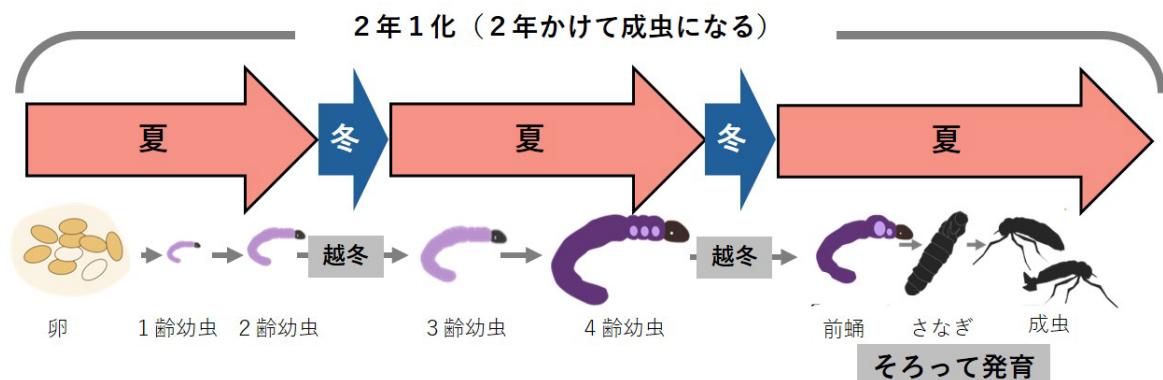 ２年１化（２年かけて成虫になる）
夏
冬
夏
冬
夏
越冬
越冬
卵
１齢幼虫
２齢幼虫
３齢幼虫
４齢幼虫
前蛹
さなぎ
成虫
そろって発育